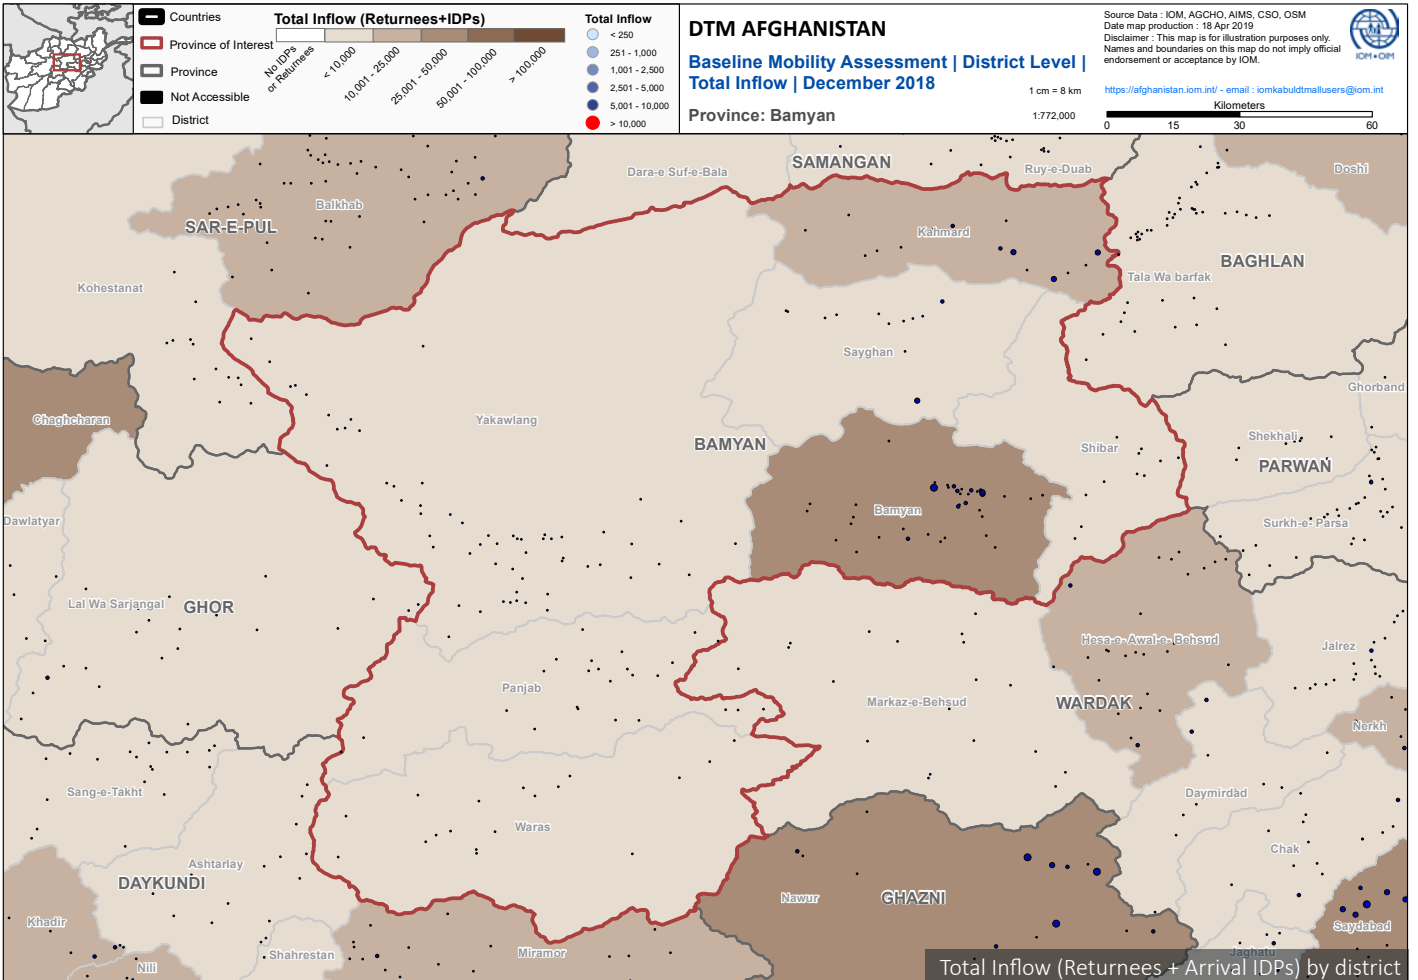 Countries
Province of Interest
Province
Not Accessible
District
Total Inflow (Returnees+IDPs)
No IDPs
or Returnees
< 10,000
10,001 - 25,000
25,001 - 50,000
50,001 - 100,000
> 100,000
Total Inflow
< 250
251 - 1,000
1,001 - 2,500
2,501 - 5,000
5,001 - 10,000
> 10,000
DTM AFGHANISTAN
Baseline Mobility Assessment | District Level |
Total Inflow | December 2018
Province: Bamyan
1 cm = 8 km
1:772,000
Source Data : IOM, AGCHO, AIMS, CSO, OSM
Date map production : 18 Apr 2019
Disclaimer : This map is for illustration purposes only.
Names and boundaries on this map do not imply official
endorsement or acceptance by IOM.
IOM • OIM
https://afghanistan.iom.int/ - email : iomkabuldtmallusers@iom.int
Kilometers
0 15 30 60
SAMANGAN
Dara-e Suf-e-Bala
Ruy-e-Duab
Doshi
Balkhab
SAR-E-PUL
Kahmard
BAGHLAN
Tala Wa barfak
Kohestanat
Sayghan
Ghorband
Chaghcharan
Yakawlang
BAMYAN
Shibar
Shekhali
PARWAN
Bamyan
Dawlatyar
Surkh-e- Parsa
Lal Wa Sarjangal
GHOR
Hesa-e- Awal-e- Behsud
Jalrez
Panjab
Markaz-e-Behsud
WARDAK
Nerkh
Sang-e-Takht
Daymirdad
Waras
Chak
Ashtarlay
DAYKUNDI
Nawur
GHAZNI
Khadir
Saydabad
Shahrestan
Miramor
Jaghatu
Nili
Total Inflow (Returnees + Arrival IDPs) by district